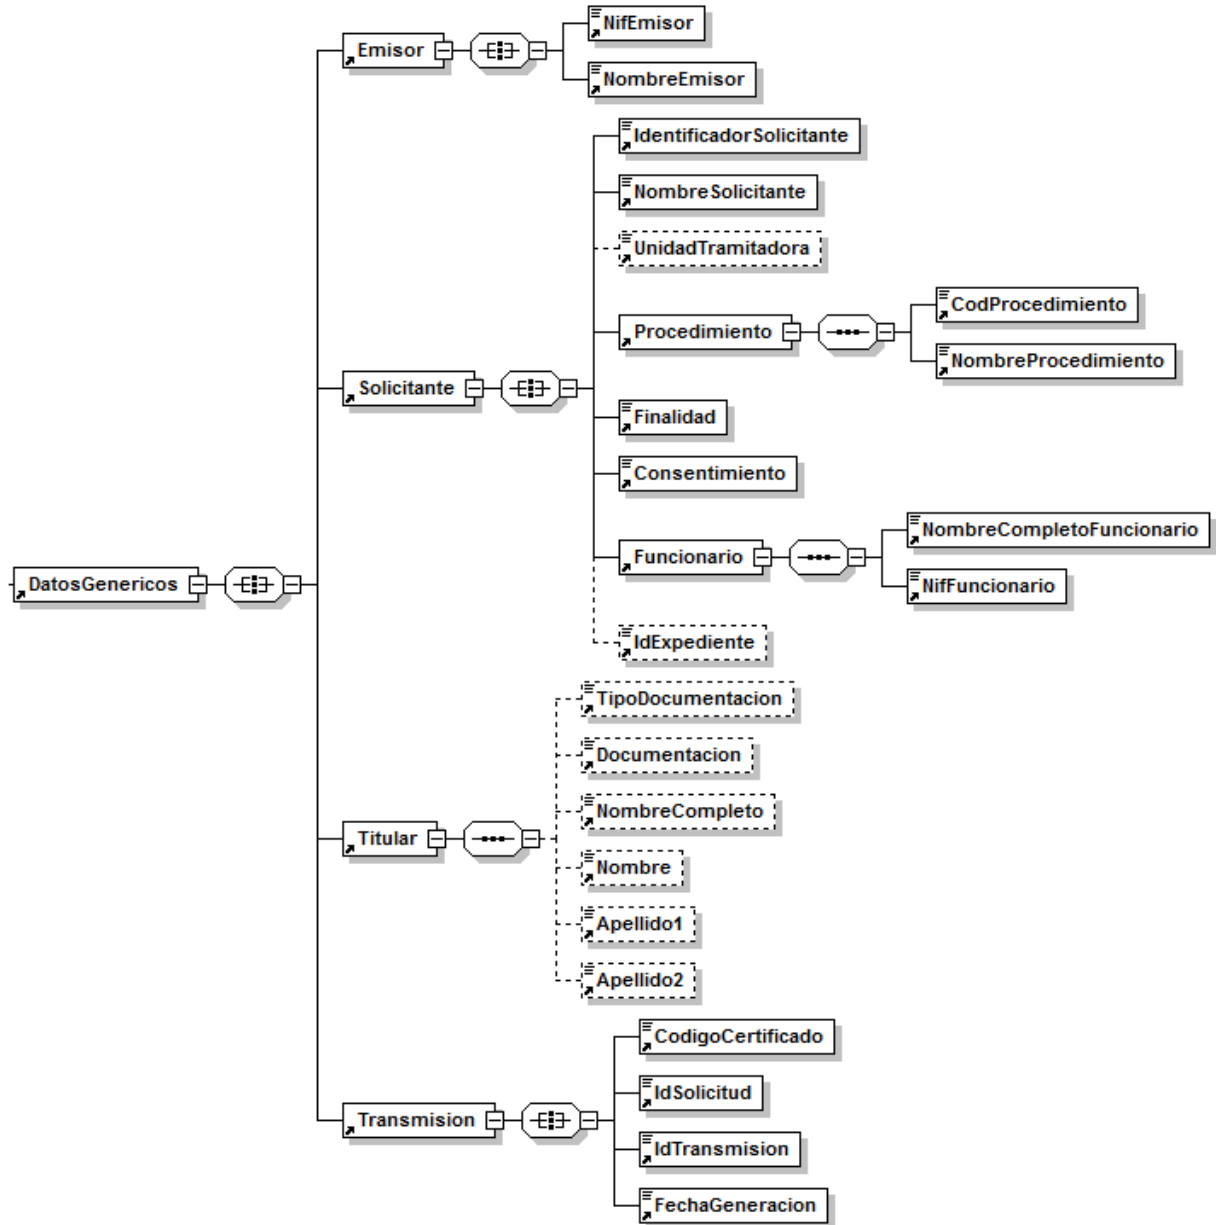 Emisor
NifEmisor
NombreEmisor
IdentificadorSolicitante
NombreSolicitante
UnidadTramitadora
Procedimiento
CodProcedimiento
NombreProcedimiento
Solicitante
Finalidad
Consentimiento
Funcionario
NombreCompletoFuncionario
NifFuncionario
DatosGenericos
IdExpediente
TipoDocumentacion
Documentacion
NombreCompleto
Titular
Nombre
Apellido1
Apellido2
CodigoCertificado
IdSolicitud
Transmision
IdTransmision
FechaGeneracion